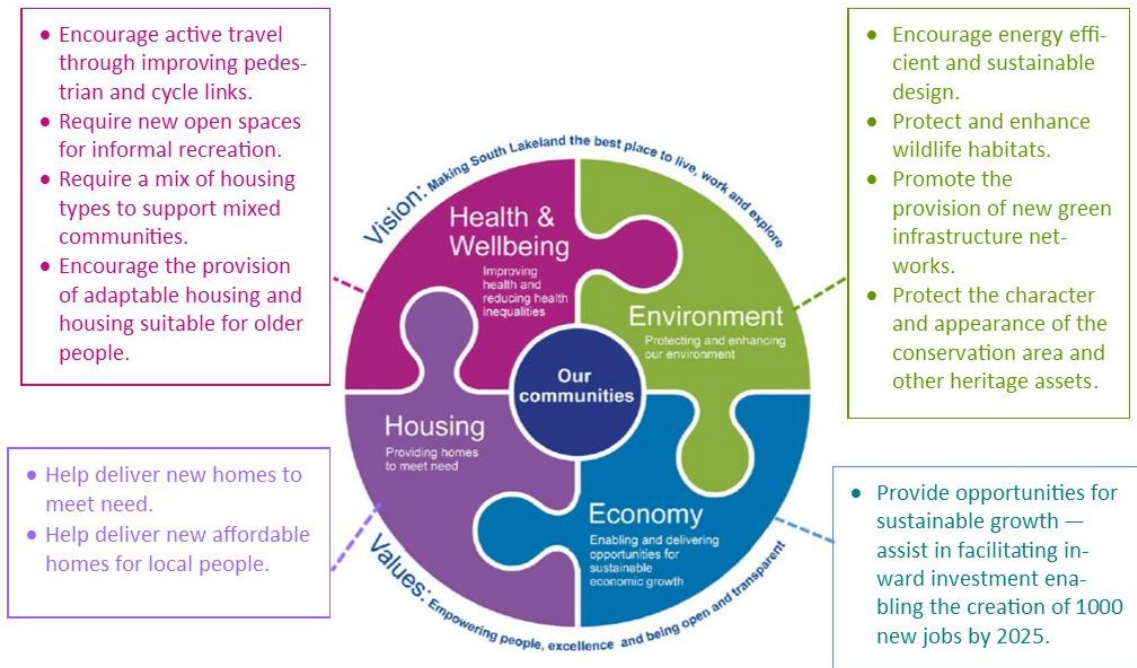 • Encourage active travel
through improving pedes-
trian and cycle links.
• Require new open spaces
for informal recreation.
• Require a mix of housing
types to support mixed
communities.
• Encourage the provision
of adaptable housing and
housing suitable for older
people.
• Encourage energy effi-
cient and sustainable
design.
• Protect and enhance
wildlife habitats.
• Promote the
provision of new green
infrastructure net-
works.
• Protect the character
and appearance of the
conservation area and
other heritage assets.
Vision: Making South Lakeland the best place to live, work and explore
Health &
Wellbeing
Improving
health and
reducing health
inequalities
Environment
Protecting and enhancing
our environment
Our
communities
Housing
Providing homes
to meet need
Economy
Enabling and delivering
opportunities for
sustainable
economic growth
Values: Empowering people, excellence and being open and transparent
• Help deliver new homes to
meet need.
• Help deliver new affordable
homes for local people.
• Provide opportunities for
sustainable growth —
assist in facilitating in-
ward investment ena-
bling the creation of 1000
new jobs by 2025.